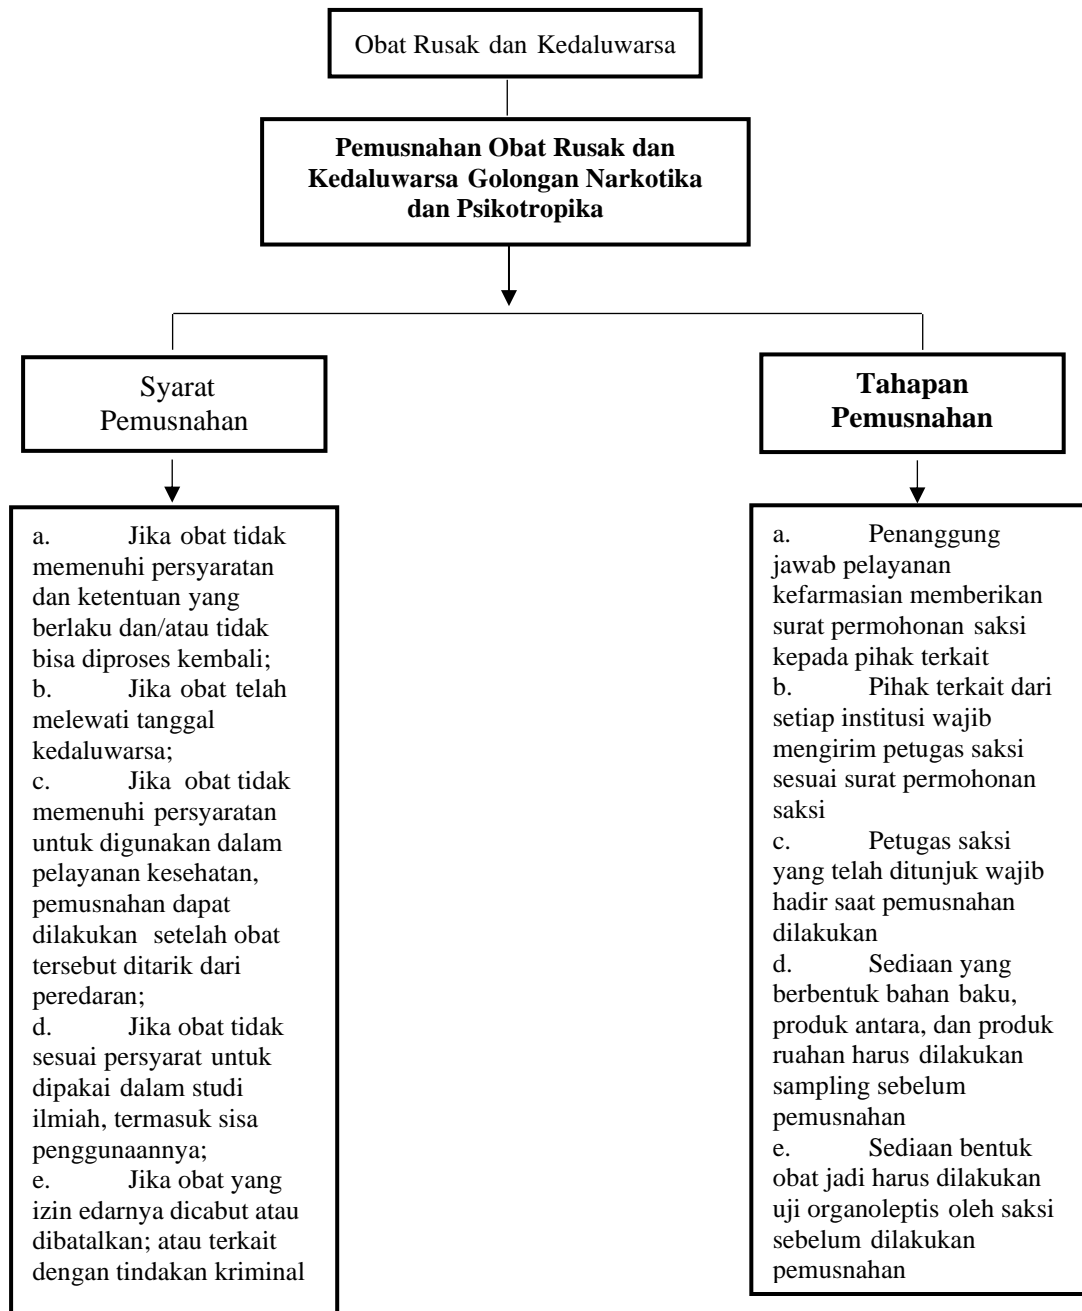 Obat Rusak dan Kedaluwarsa
Pemusnahan Obat Rusak dan
Kedaluwarsa Golongan Narkotika
dan Psikotropika
Syarat
Pemusnahan
Tahapan
Pemusnahan
a. Jika obat tidak
memenuhi persyaratan
dan ketentuan yang
berlaku dan/atau tidak
bisa diproses kembali;
b. Jika obat telah
melewati tanggal
kedaluwarsa;
c. Jika obat tidak
memenuhi persyaratan
untuk digunakan dalam
pelayanan kesehatan,
pemusnahan dapat
dilakukan setelah obat
tersebut ditarik dari
peredaran;
d. Jika obat tidak
sesuai persyarat untuk
dipakai dalam studi
ilmiah, termasuk sisa
penggunaannya;
e. Jika obat yang
izin edarnya dicabut atau
dibatalkan; atau terkait
dengan tindakan kriminal
a. Penanggung
jawab pelayanan
kefarmasian memberikan
surat permohonan saksi
kepada pihak terkait
b. Pihak terkait dari
setiap institusi wajib
mengirim petugas saksi
sesuai surat permohonan
saksi
c. Petugas saksi
yang telah ditunjuk wajib
hadir saat pemusnahan
dilakukan
d. Sediaan yang
berbentuk bahan baku,
produk antara, dan produk
ruahan harus dilakukan
sampling sebelum
pemusnahan
e. Sediaan bentuk
obat jadi harus dilakukan
uji organoleptis oleh saksi
sebelum dilakukan
pemusnahan